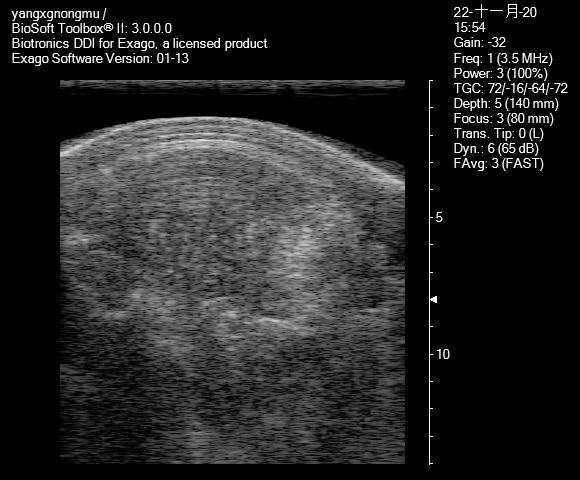 yangxgnongmu /
BioSoft Toolbox® II: 3.0.0.0
Biotronics DDI for Exago, a licensed product
Exago Software Version: 01-13
22-十一月-20
15:54
Gain: -32
Freq: 1 (3.5 MHz)
Power: 3 (100%)
TGC: 72/-16/-64/-72
Depth: 5 (140 mm)
Focus: 3 (80 mm)
Trans. Tip: 0 (L)
Dyn.: 6 (65 dB)
FAvg: 3 (FAST)
5
10